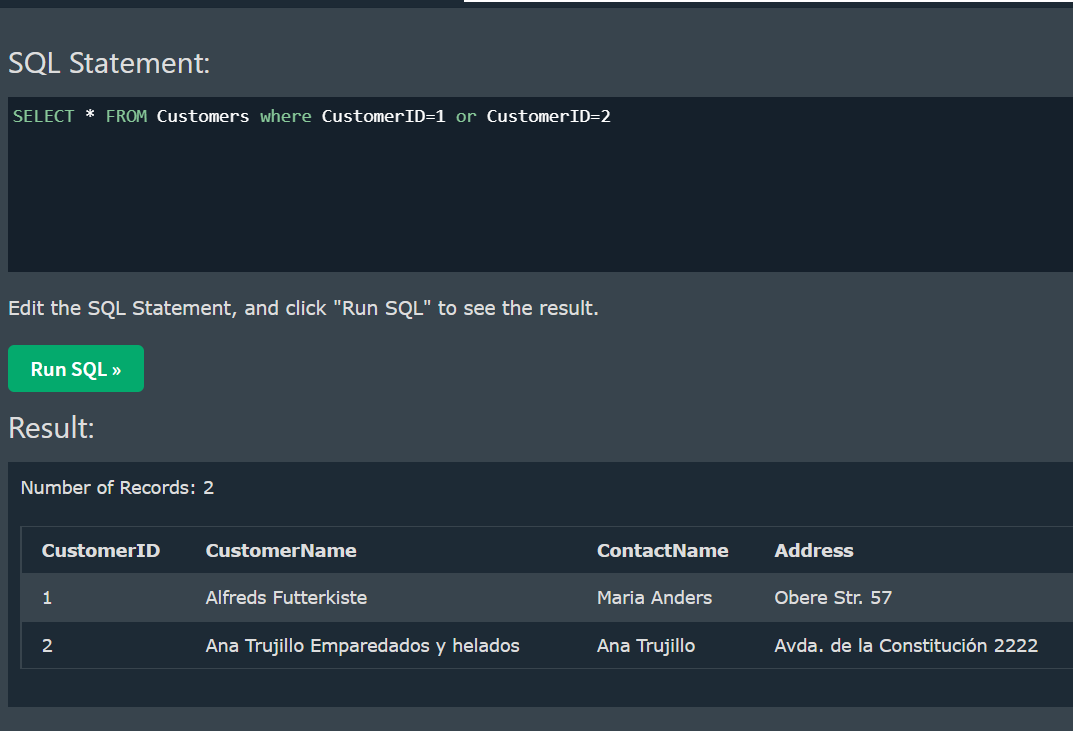 SQL Statement:
SELECT * FROM Customers where CustomerID=1 or CustomerID=2
Edit the SQL Statement, and click "Run SQL" to see the result.
Run SQL »
Result:
Number of Records: 2
CustomerID CustomerName ContactName Address
1 Alfreds Futterkiste Maria Anders Obere Str. 57
2 Ana Trujillo Emparedados y helados Ana Trujillo Avda. de la Constitución 2222